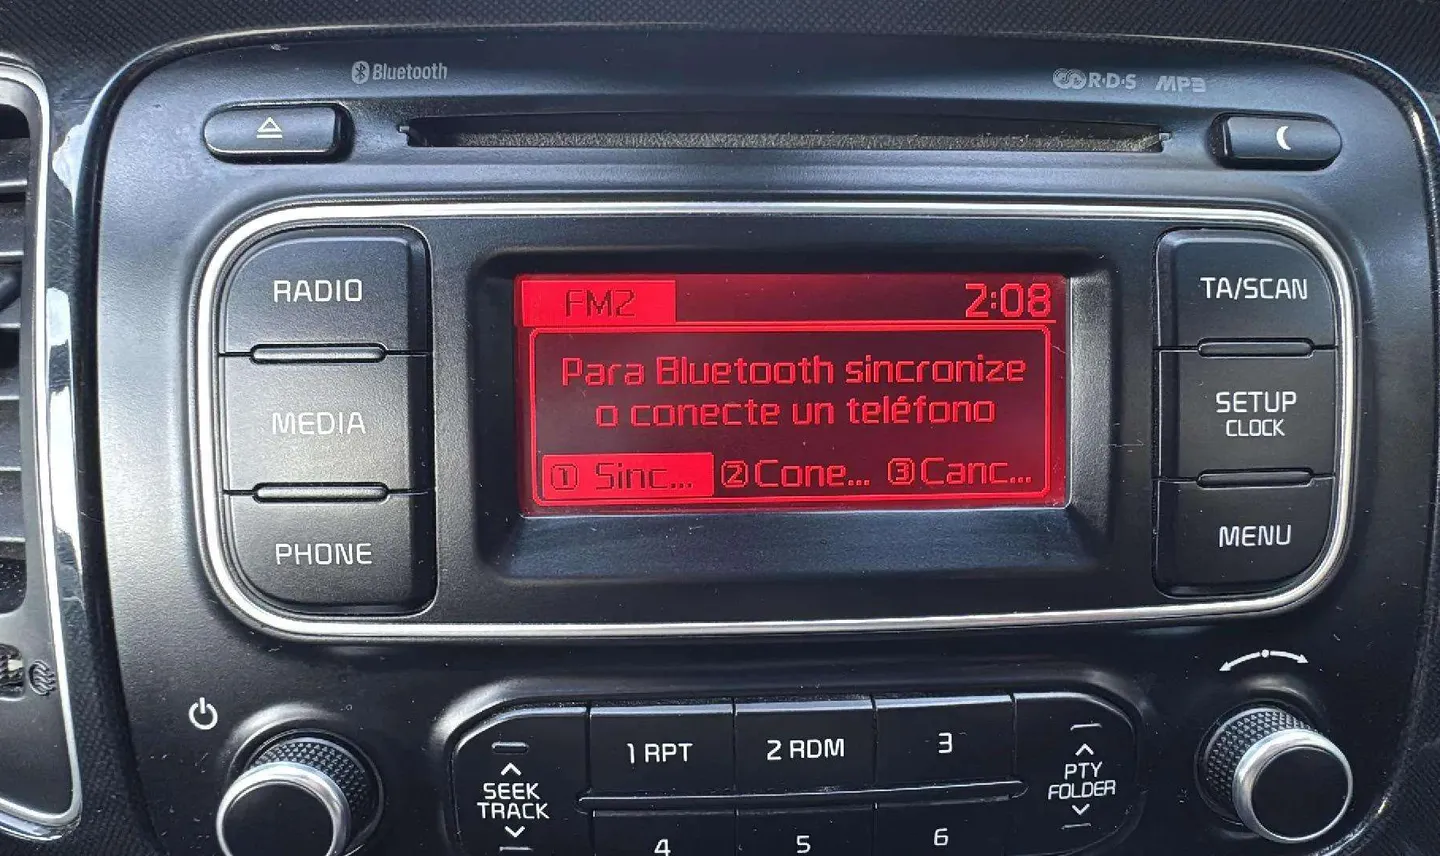 Bluetooth
R·D·S MP3
RADIO
MEDIA
PHONE
FM2 2:08
Para Bluetooth sincronize
o conecte un teléfono
① Sinc... ②Cone... ③Canc...
TA/SCAN
SETUP
CLOCK
MENU
SEEK
TRACK
1 RPT
2 RDM
3
4
5
6
PTY
FOLDER